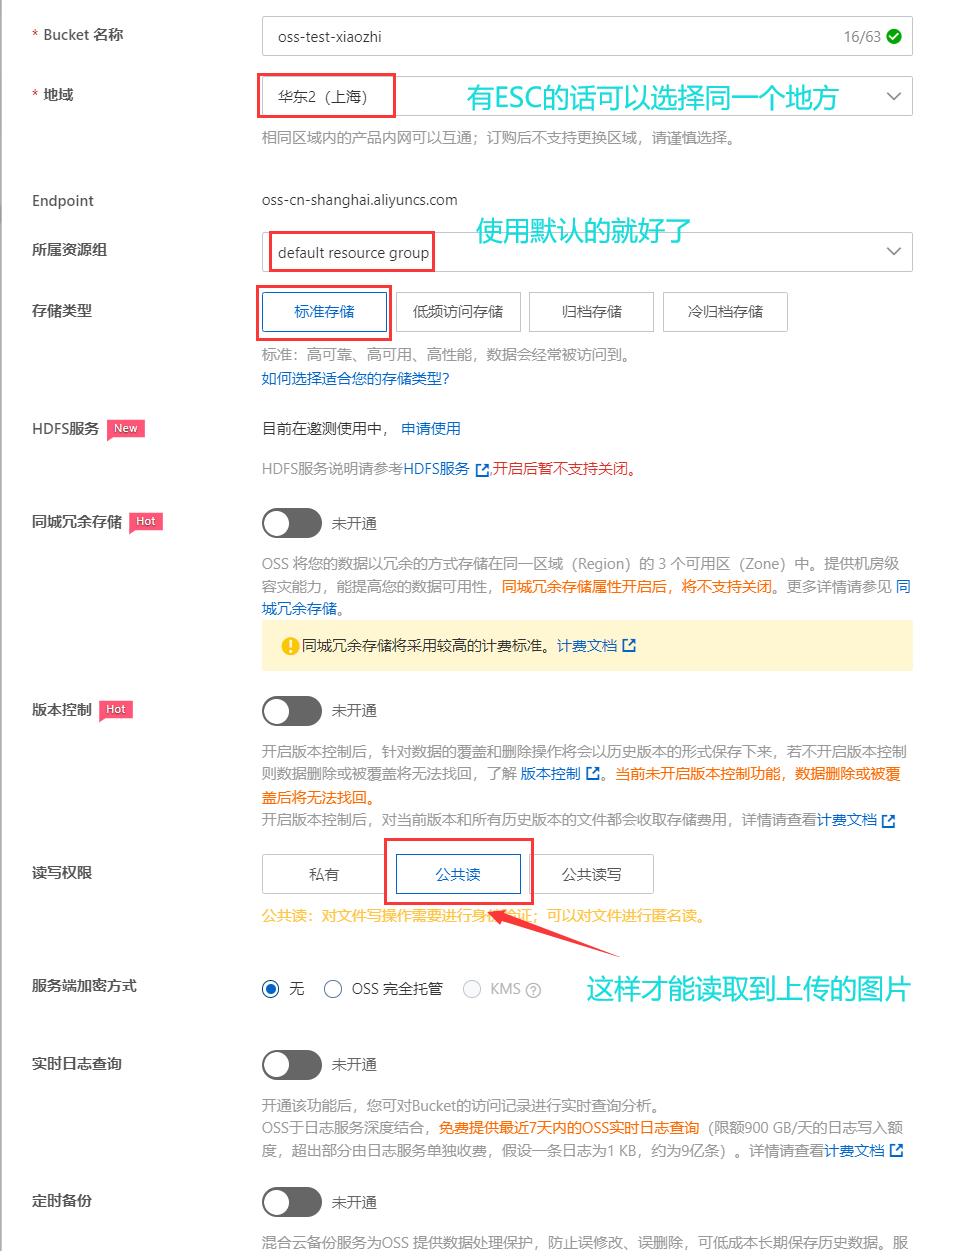 * Bucket 名称
oss-test-xiaozhi
16/63
* 地域
华东2（上海）
有ESC的话可以选择同一个地方
相同区域内的产品内网可以互通；订购后不支持更换区域，请谨慎选择。
Endpoint
oss-cn-shanghai.aliyuncs.com
使用默认的就好了
所属资源组
default resource group
存储类型
标准存储
低频访问存储
归档存储
冷归档存储
标准：高可靠、高可用、高性能，数据会经常被访问到。
如何选择适合您的存储类型？
HDFS服务 New
目前在邀测使用中， 申请使用
HDFS服务说明请参考HDFS服务 ,开启后暂不支持关闭。
同城冗余存储 Hot
未开通
OSS 将您的数据以冗余的方式存储在同一区域（Region）的 3 个可用区（Zone）中。提供机房级
容灾能力，能提高您的数据可用性，同城冗余存储属性开启后，将不支持关闭。更多详情请参见 同
城冗余存储。
同城冗余存储将采用较高的计费标准。计费文档
版本控制 Hot
未开通
开启版本控制后，针对数据的覆盖和删除操作将会以历史版本的形式保存下来，若不开启版本控制
则数据删除或被覆盖将无法找回，了解 版本控制 。当前未开启版本控制功能，数据删除或被覆
盖后将无法找回。
开启版本控制后，对当前版本和所有历史版本的文件都会收取存储费用，详情请查看计费文档
读写权限
私有
公共读
公共读写
公共读：对文件写操作需要进行身份验证；可以对文件进行匿名读。
这样才能读取到上传的图片
服务端加密方式
无
OSS 完全托管
KMS ?
实时日志查询
未开通
开通该功能后，您可对Bucket的访问记录进行实时查询分析。
OSS于日志服务深度结合，免费提供最近7天内的OSS实时日志查询（限额900 GB/天的日志写入额
度，超出部分由日志服务单独收费，假设一条日志为1 KB，约为9亿条）。详情请查看计费文档
定时备份
未开通
混合云备份服务为OSS 提供数据处理保护，防止误修改、误删除，可低成本长期保存历史数据。服